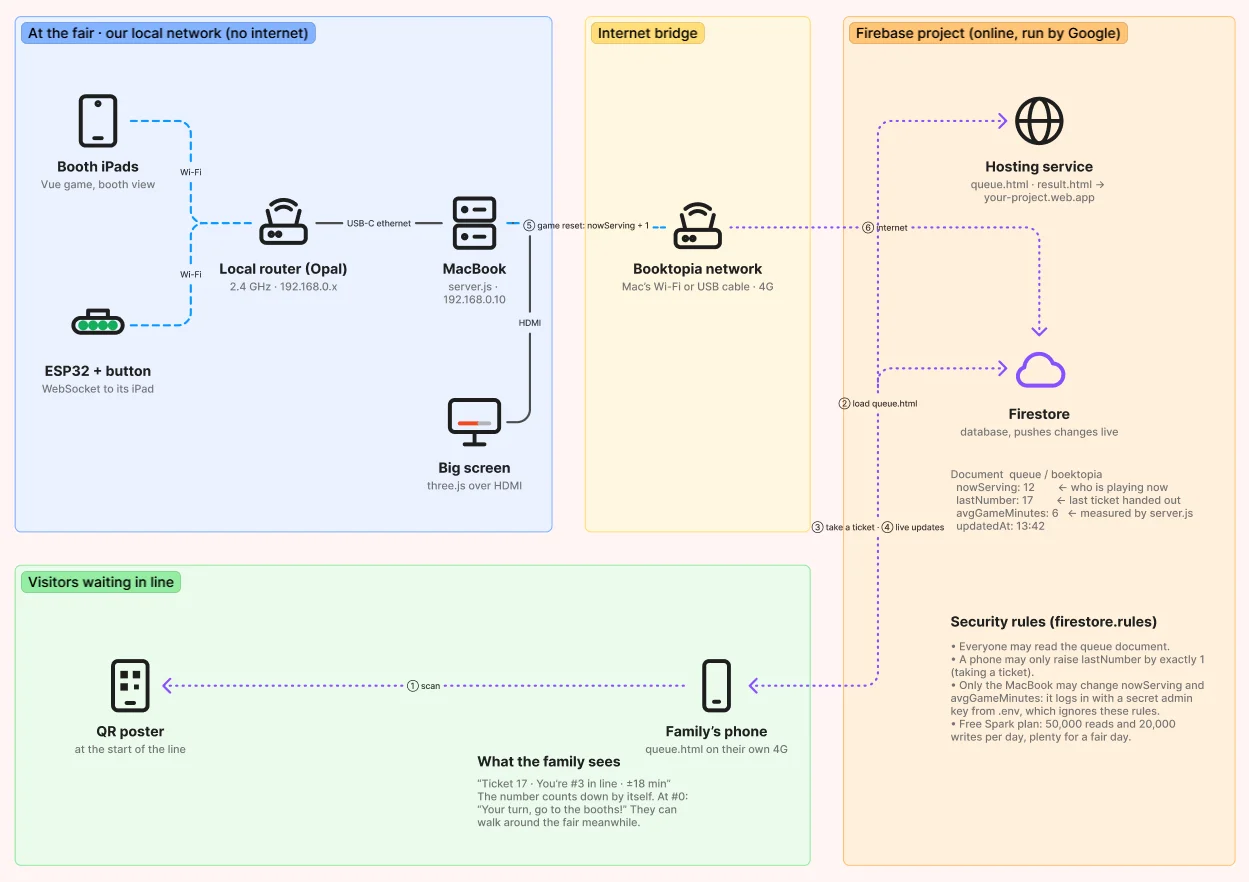 At the fair · our local network (no internet)
Booth iPads
Vue game, booth view
Wi-Fi
Wi-Fi
Local router (Opal)
2.4 GHz · 192.168.0.x
USB-C ethernet
MacBook
server.js ·
192.168.0.10
ESP32 + button
WebSocket to its iPad
HDMI
Big screen
three.js over HDMI
⑤ game reset: nowServing + 1
Internet bridge
Booktopia network
Mac's Wi-Fi or USB cable · 4G
Firebase project (online, run by Google)
Hosting service
queue.html · result.html →
your-project.web.app
⑥ internet
Firestore
database, pushes changes live
② load queue.html
Document queue / boektopia
nowServing: 12 ← who is playing now
lastNumber: 17 ← last ticket handed out
avgGameMinutes: 6 ← measured by server.js
updatedAt: 13:42
③ take a ticket · ④ live updates
Security rules (firestore.rules)
• Everyone may read the queue document.
• A phone may only raise lastNumber by exactly 1
(taking a ticket).
• Only the MacBook may change nowServing and
avgGameMinutes: it logs in with a secret admin
key from .env, which ignores these rules.
• Free Spark plan: 50,000 reads and 20,000
writes per day, plenty for a fair day.
Visitors waiting in line
QR poster
at the start of the line
① scan
Family's phone
queue.html on their own 4G
What the family sees
"Ticket 17 · You're #3 in line · ±18 min"
The number counts down by itself. At #0:
"Your turn, go to the booths!" They can
walk around the fair meanwhile.